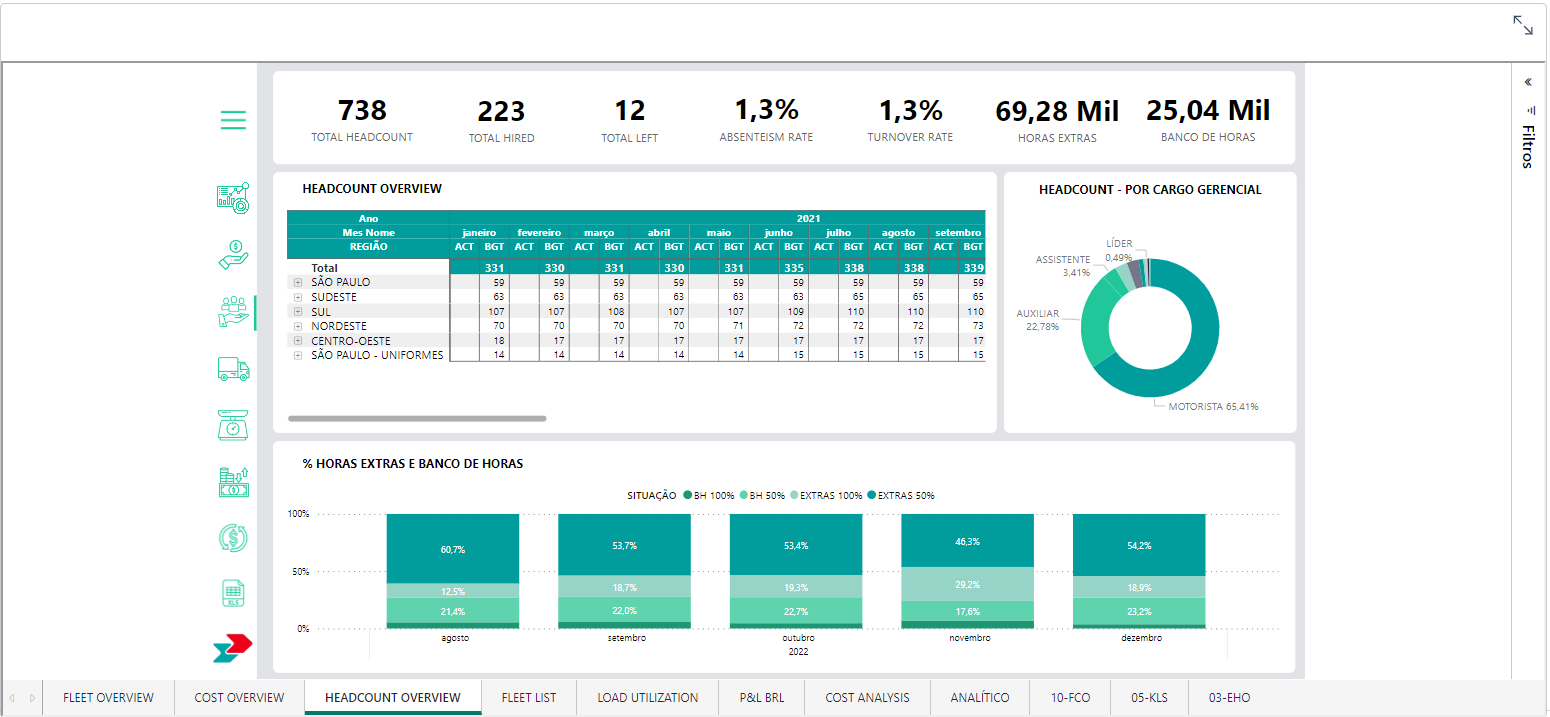 738 223 12 1,3% 1,3% 69,28 Mil 25,04 Mil
TOTAL HEADCOUNT TOTAL HIRED TOTAL LEFT ABSENTEISM RATE TURNOVER RATE HORAS EXTRAS BANCO DE HORAS
«
Filtros
HEADCOUNT OVERVIEW
Ano 2021
Mes Nome janeiro fevereiro março abril maio junho julho agosto setembro
REGIÃO ACT BGT ACT BGT ACT BGT ACT BGT ACT BGT ACT BGT ACT BGT ACT BGT ACT BGT
Total 331 330 331 330 331 335 338 338 339
SÃO PAULO 59 59 59 59 59 59 59 59 59
SUDESTE 63 63 63 63 63 63 65 65 65
SUL 107 107 108 107 107 109 110 110 110
NORDESTE 70 70 70 70 71 72 72 72 73
CENTRO-OESTE 18 17 17 17 17 17 17 17 17
SÃO PAULO - UNIFORMES 14 14 14 14 14 15 15 15 15
HEADCOUNT - POR CARGO GERENCIAL
LÍDER
0,49%
ASSISTENTE
3,41%
AUXILIAR
22,78%
MOTORISTA 65,41%
% HORAS EXTRAS E BANCO DE HORAS
SITUAÇÃO BH 100% BH 50% EXTRAS 100% EXTRAS 50%
100%
60,7% 53,7% 53,4% 46,3% 54,2%
50%
12,5% 18,7% 19,3% 29,2% 18,9%
21,4% 22,0% 22,7% 17,6% 23,2%
0%
agosto setembro outubro novembro dezembro
2022
XLS
FLEET OVERVIEW COST OVERVIEW HEADCOUNT OVERVIEW FLEET LIST LOAD UTILIZATION P&L BRL COST ANALYSIS ANALÍTICO 10-FCO 05-KLS 03-EHO